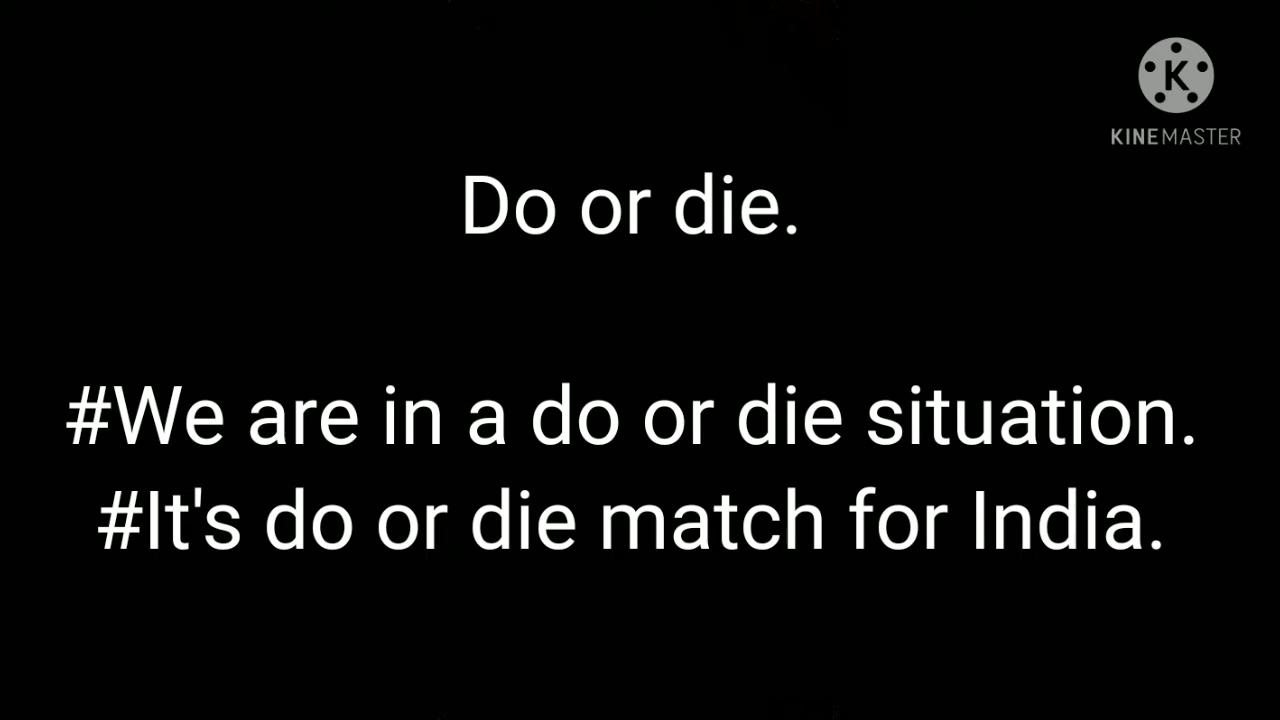 K
KINEMASTER
Do or die.
#We are in a do or die situation.
#It's do or die match for India.